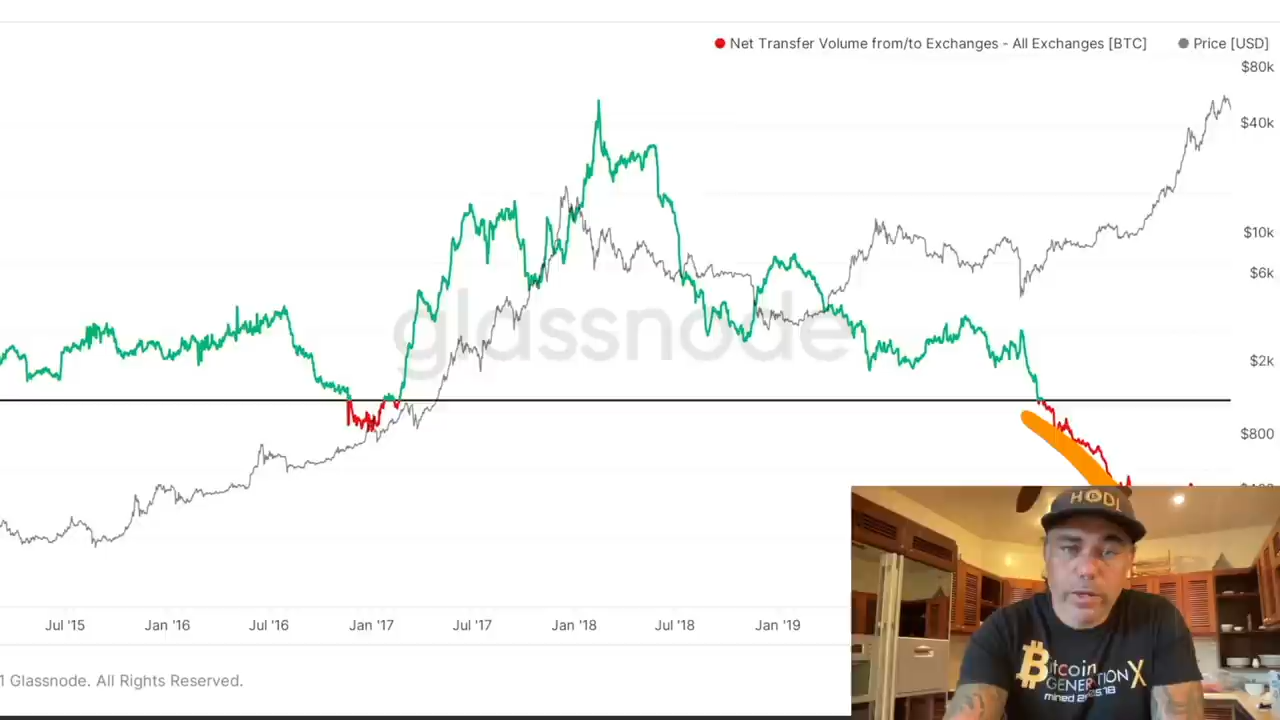 Net Transfer Volume from/to Exchanges - All Exchanges [BTC] Price [USD]
$80k
$40k
$10k
$6k
$2k
$800
glassnode
Jul '15 Jan '16 Jul '16 Jan '17 Jul '17 Jan '18 Jul '18 Jan '19
1 Glassnode. All Rights Reserved.
HODL
Bitcoin
GENERATION X